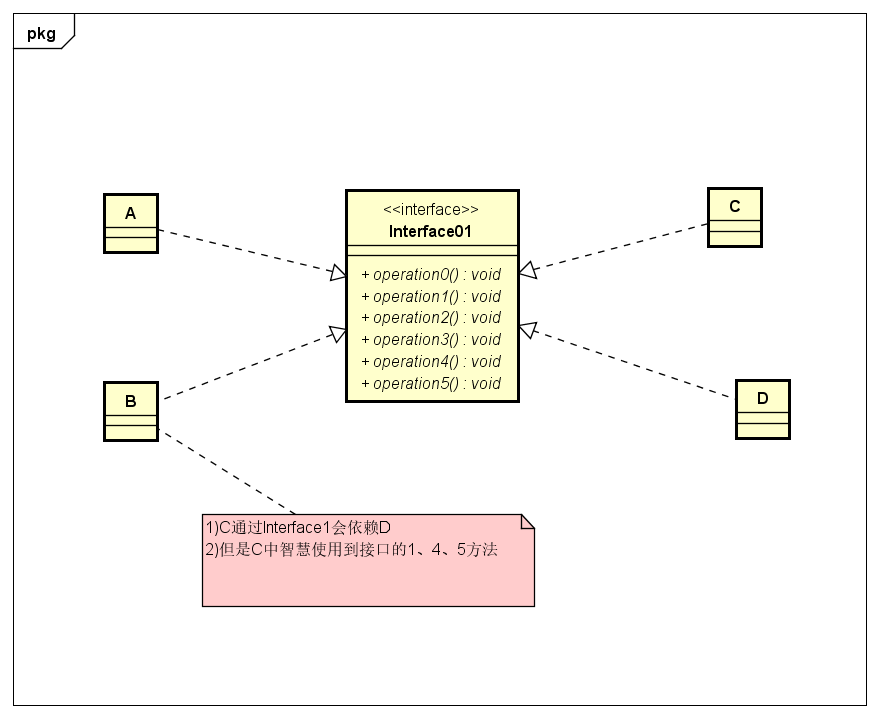 pkg
A
<<interface>>
Interface01
+ operation0() : void
+ operation1() : void
+ operation2() : void
+ operation3() : void
+ operation4() : void
+ operation5() : void
C
B
D
1)C通过Interface1会依赖D
2)但是C中智慧使用到接口的1、4、5方法